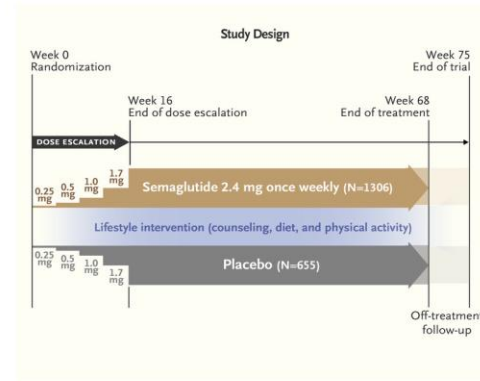 Study Design
Week 0
Randomization
Week 75
End of trial
Week 16
End of dose escalation
Week 68
End of treatment
DOSE ESCALATION
0.25
mg
0.5
mg
1.0
mg
1.7
mg
Semaglutide 2.4 mg once weekly (N=1306)
Lifestyle intervention (counseling, diet, and physical activity)
0.25
mg
0.5
mg
1.0
mg
1.7
mg
Placebo (N=655)
Off-treatmen
follow-up